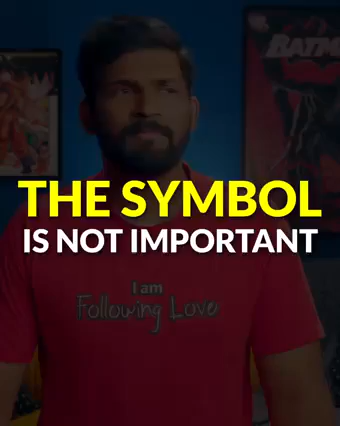 BATM
THE SYMBOL
IS NOT IMPORTANT
I am
Following Love